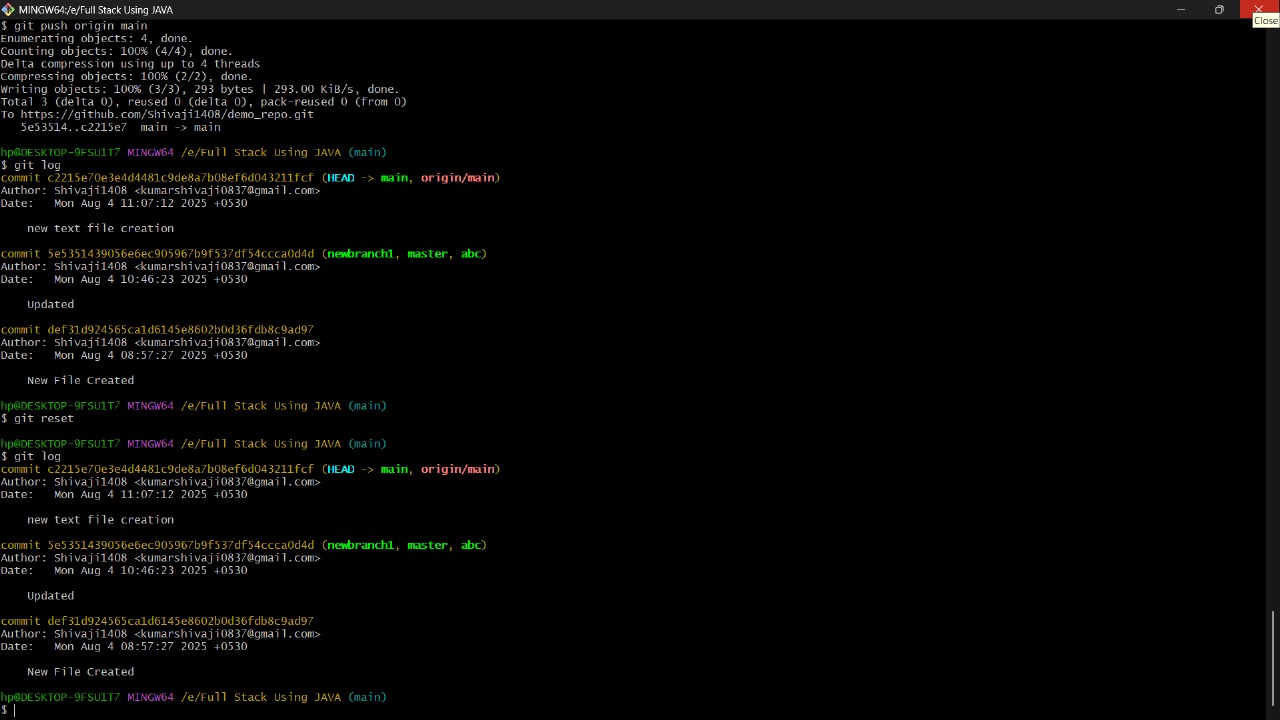 MINGW64:/e/Full Stack Using JAVA
Close
$ git push origin main
Enumerating objects: 4, done.
Counting objects: 100% (4/4), done.
Delta compression using up to 4 threads
Compressing objects: 100% (2/2), done.
Writing objects: 100% (3/3), 293 bytes | 293.00 KiB/s, done.
Total 3 (delta 0), reused 0 (delta 0), pack-reused 0 (from 0)
To https://github.com/Shivaji1408/demo_repo.git
5e53514..c2215e7  main -> main
hp@DESKTOP-9FSU1T7 MINGW64 /e/Full Stack Using JAVA (main)
$ git log
commit c2215e70e3e4d4481c9de8a7b08ef6d043211fcf (HEAD -> main, origin/main)
Author: Shivaji1408 <kumarshivaji0837@gmail.com>
Date:   Mon Aug 4 11:07:12 2025 +0530
new text file creation
commit 5e5351439056e6ec905967b9f537df54ccca0d4d (newbranch1, master, abc)
Author: Shivaji1408 <kumarshivaji0837@gmail.com>
Date:   Mon Aug 4 10:46:23 2025 +0530
Updated
commit def31d924565ca1d6145e8602b0d36fdb8c9ad97
Author: Shivaji1408 <kumarshivaji0837@gmail.com>
Date:   Mon Aug 4 08:57:27 2025 +0530
New File Created
hp@DESKTOP-9FSU1T7 MINGW64 /e/Full Stack Using JAVA (main)
$ git reset
hp@DESKTOP-9FSU1T7 MINGW64 /e/Full Stack Using JAVA (main)
$ git log
commit c2215e70e3e4d4481c9de8a7b08ef6d043211fcf (HEAD -> main, origin/main)
Author: Shivaji1408 <kumarshivaji0837@gmail.com>
Date:   Mon Aug 4 11:07:12 2025 +0530
new text file creation
commit 5e5351439056e6ec905967b9f537df54ccca0d4d (newbranch1, master, abc)
Author: Shivaji1408 <kumarshivaji0837@gmail.com>
Date:   Mon Aug 4 10:46:23 2025 +0530
Updated
commit def31d924565ca1d6145e8602b0d36fdb8c9ad97
Author: Shivaji1408 <kumarshivaji0837@gmail.com>
Date:   Mon Aug 4 08:57:27 2025 +0530
New File Created
hp@DESKTOP-9FSU1T7 MINGW64 /e/Full Stack Using JAVA (main)
$